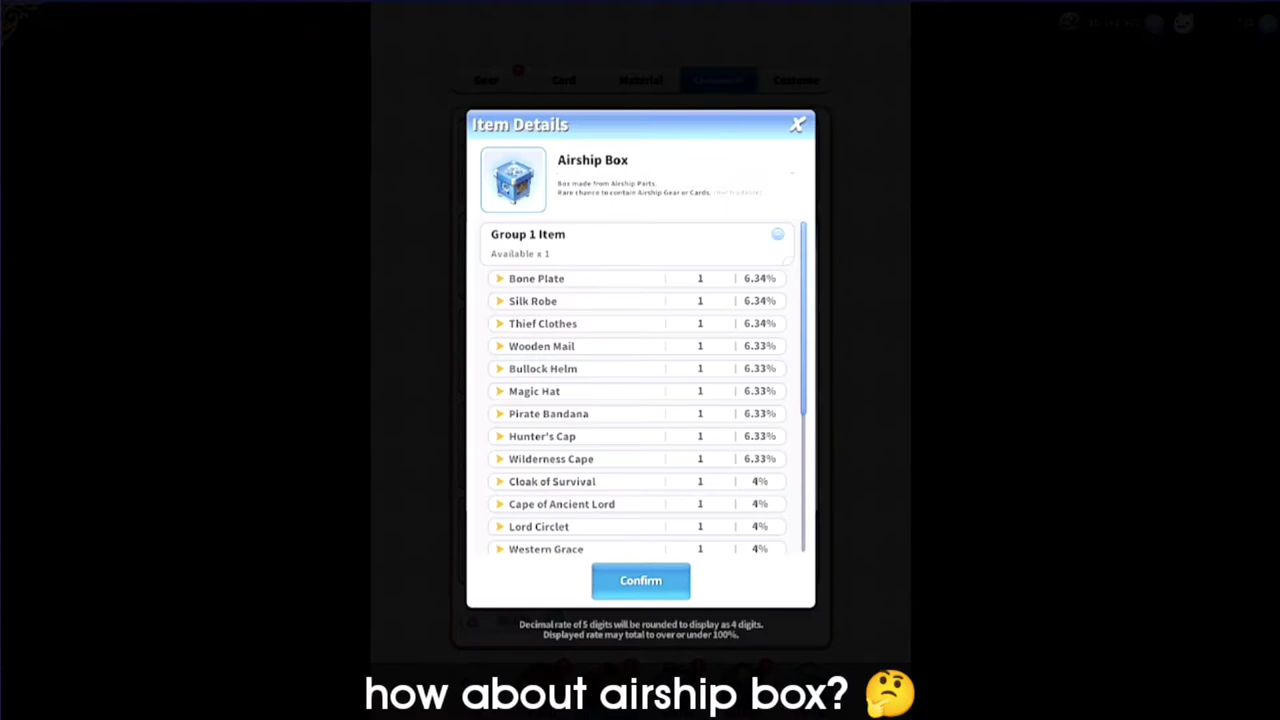 Gear
Card
Material
Costume
Item Details
X
Airship Box
Box made from Airship Parts.
Rare chance to contain Airship Gear or Cards.
Group 1 Item
Available x 1
Bone Plate 1 6.34%
Silk Robe 1 6.34%
Thief Clothes 1 6.34%
Wooden Mail 1 6.33%
Bullock Helm 1 6.33%
Magic Hat 1 6.33%
Pirate Bandana 1 6.33%
Hunter's Cap 1 6.33%
Wilderness Cape 1 6.33%
Cloak of Survival 1 4%
Cape of Ancient Lord 1 4%
Lord Circlet 1 4%
Western Grace 1 4%
Confirm
Decimal rate of 5 digits will be rounded to display as 4 digits.
Displayed rate may total to over or under 100%.
how about airship box? 🤔